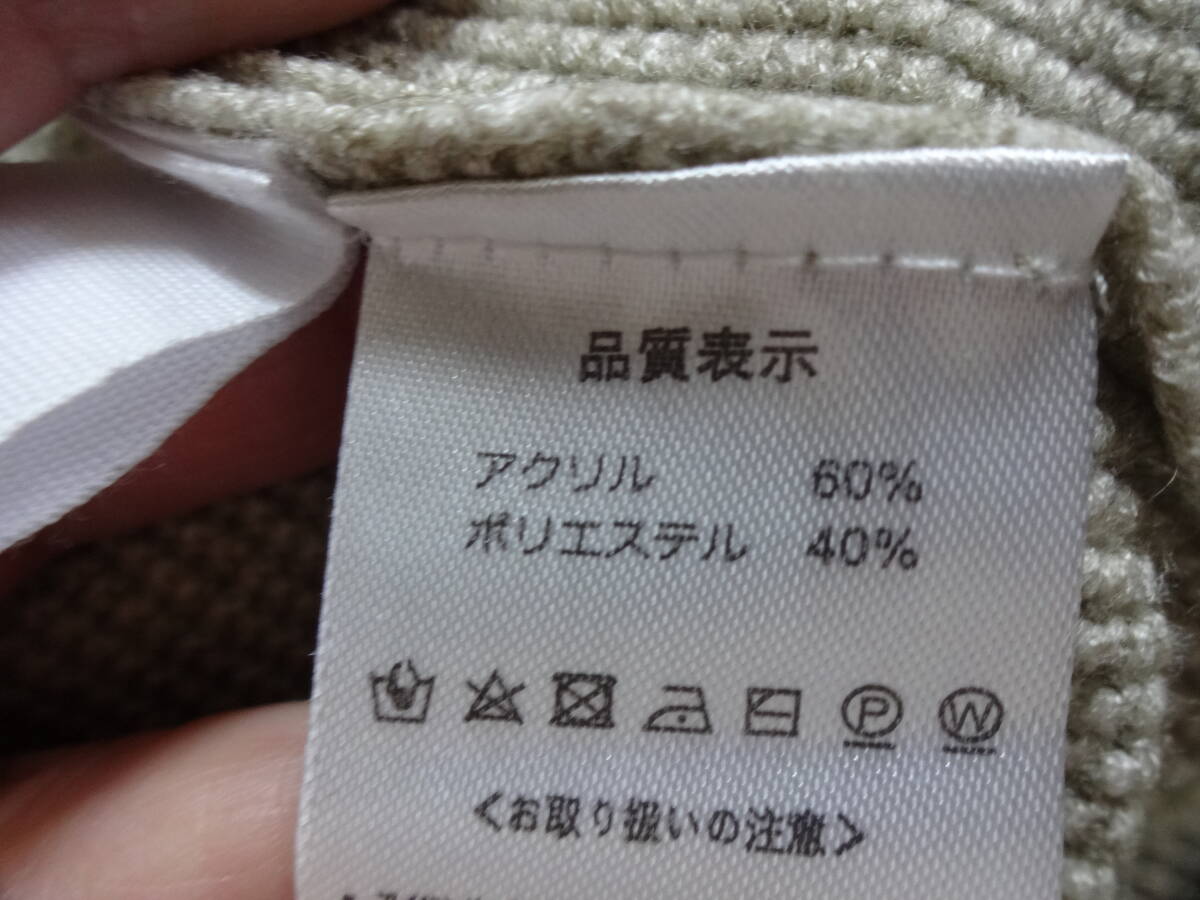 品質表示
アクリル 60%
ポリエステル 40%
P W
<お取り扱いの注意>